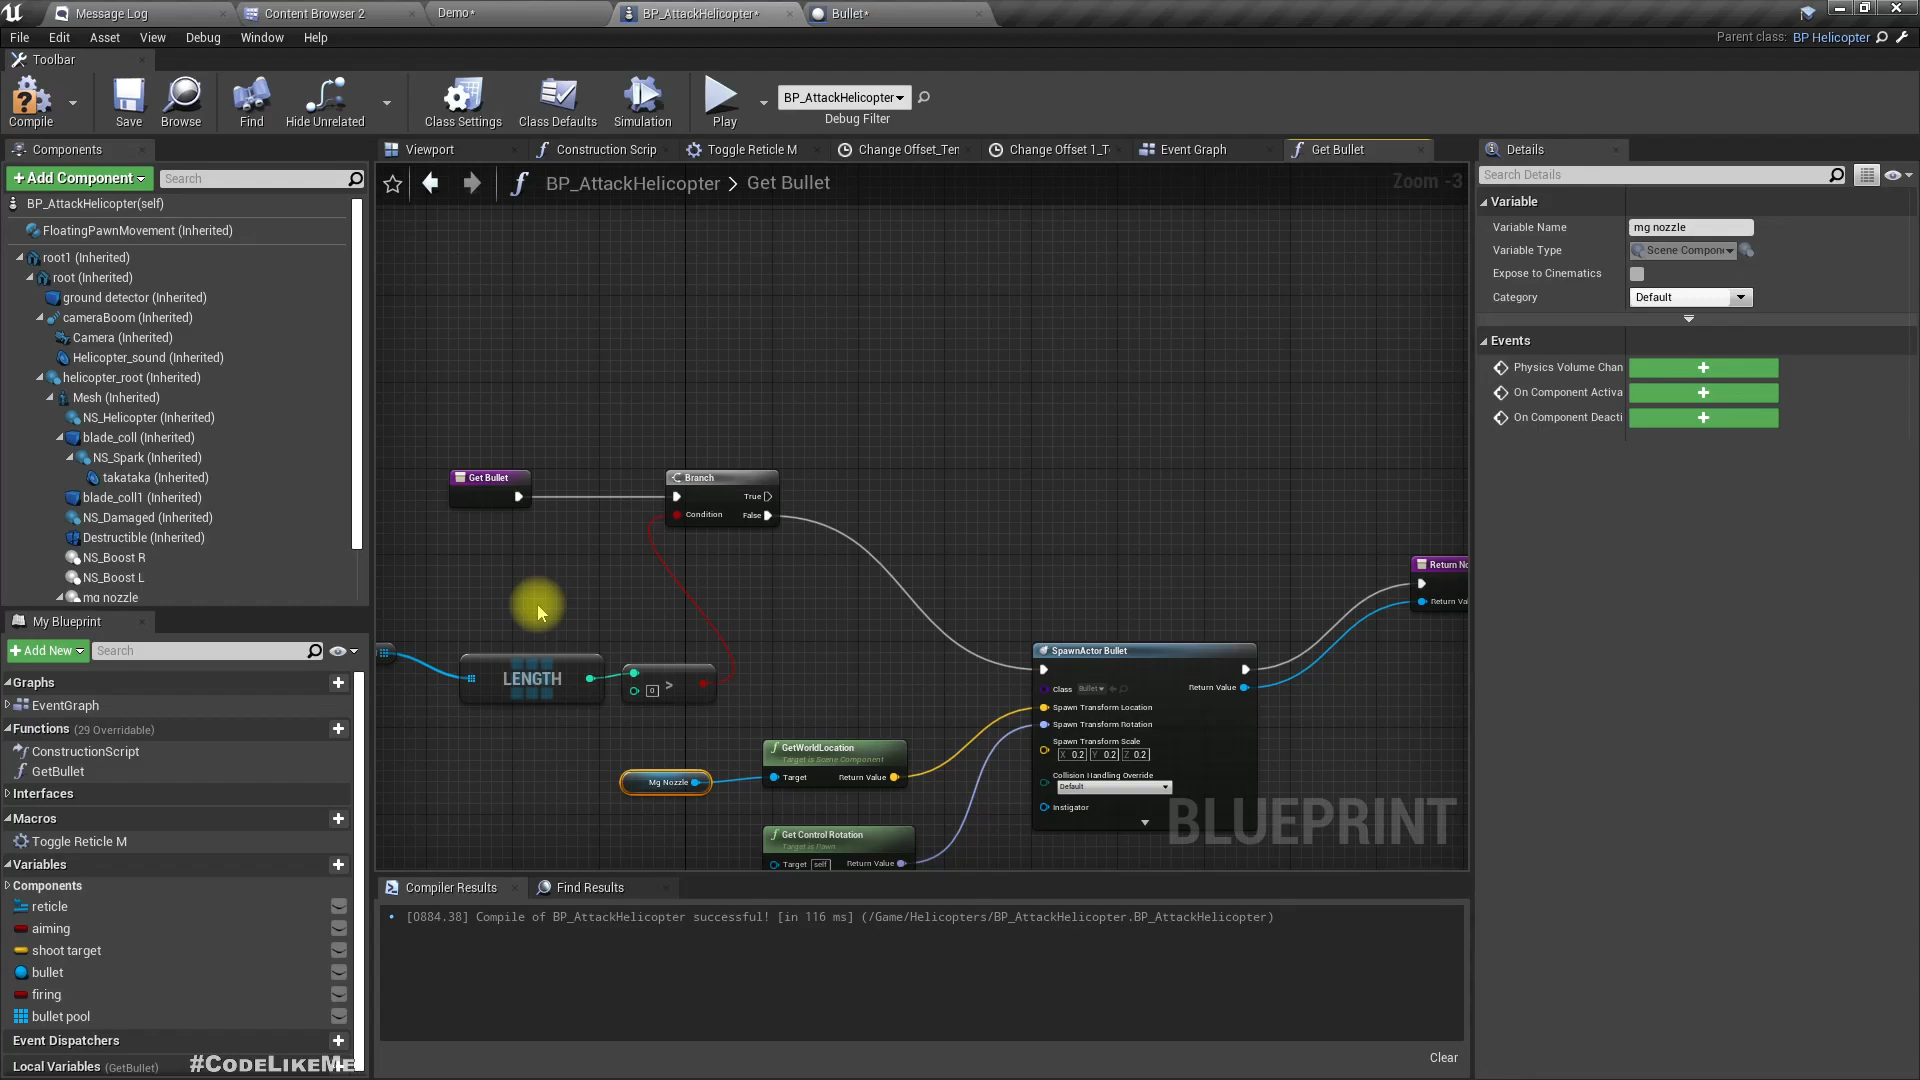 Message Log
Content Browser 2
Demo*
BP_AttackHelicopter*
Bullet*
File Edit Asset View Debug Window Help
Parent class: BP Helicopter
Toolbar
Compile
Save
Browse
Find
Hide Unrelated
Class Settings
Class Defaults
Simulation
Play
BP_AttackHelicopter
Debug Filter
Components
+Add Component
Search
BP_AttackHelicopter(self)
FloatingPawnMovement (Inherited)
root1 (Inherited)
root (Inherited)
ground detector (Inherited)
cameraBoom (Inherited)
Camera (Inherited)
Helicopter_sound (Inherited)
helicopter_root (Inherited)
Mesh (Inherited)
NS_Helicopter (Inherited)
blade_coll (Inherited)
NS_Spark (Inherited)
takataka (Inherited)
blade_coll1 (Inherited)
NS_Damaged (Inherited)
Destructible (Inherited)
NS_Boost R
NS_Boost L
mg nozzle
My Blueprint
+Add New
Search
Graphs
EventGraph
Functions (29 Overridable)
ConstructionScript
GetBullet
Interfaces
Macros
Toggle Reticle M
Variables
Components
reticle
aiming
shoot target
bullet
firing
bullet pool
Event Dispatchers
Local Variables (GetBullet)
#CodeLikeMe
Viewport
Construction Scrip
Toggle Reticle M
Change Offset_Ten
Change Offset 1_T
Event Graph
Get Bullet
BP_AttackHelicopter > Get Bullet
Zoom -3
Get Bullet
Branch
True
Condition
False
LENGTH
0
>
Mg Nozzle
GetWorldLocation
Target is Scene Component
Target
Return Value
Get Control Rotation
Target is Pawn
Target self
Return Value
SpawnActor Bullet
Class Bullet
Return Value
Spawn Transform Location
Spawn Transform Rotation
Spawn Transform Scale
X 0.2 Y 0.2 Z 0.2
Collision Handling Override
Default
Instigator
Return No
Return Val
BLUEPRINT
Compiler Results
Find Results
• [0884.38] Compile of BP_AttackHelicopter successful! [in 116 ms] (/Game/Helicopters/BP_AttackHelicopter.BP_AttackHelicopter)
Clear
Details
Search Details
Variable
Variable Name mg nozzle
Variable Type Scene Compon
Expose to Cinematics
Category Default
Events
Physics Volume Chan
On Component Activa
On Component Deacti